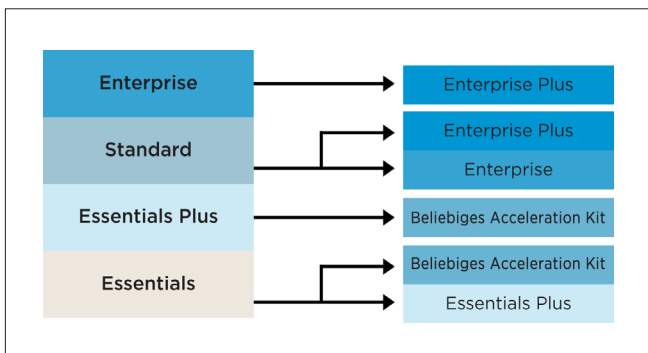 Enterprise
Enterprise Plus
Standard
Enterprise Plus
Enterprise
Essentials Plus
Beliebiges Acceleration Kit
Essentials
Beliebiges Acceleration Kit
Essentials Plus